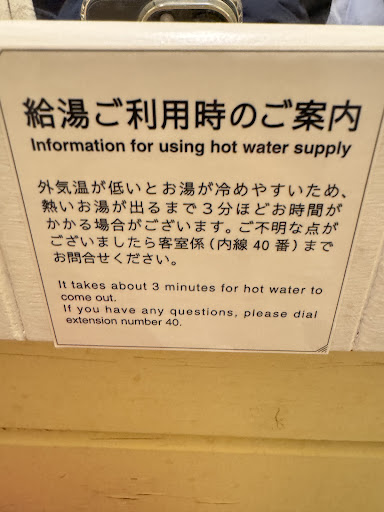 給湯ご利用時のご案内
Information for using hot water supply
外気温が低いとお湯が冷めやすいため、
熱いお湯が出るまで３分ほどお時間が
かかる場合がございます。ご不明な点が
ございましたら客室係（内線 40 番）まで
お問合せください。
It takes about 3 minutes for hot water to
come out.
If you have any questions, please dial
extension number 40.